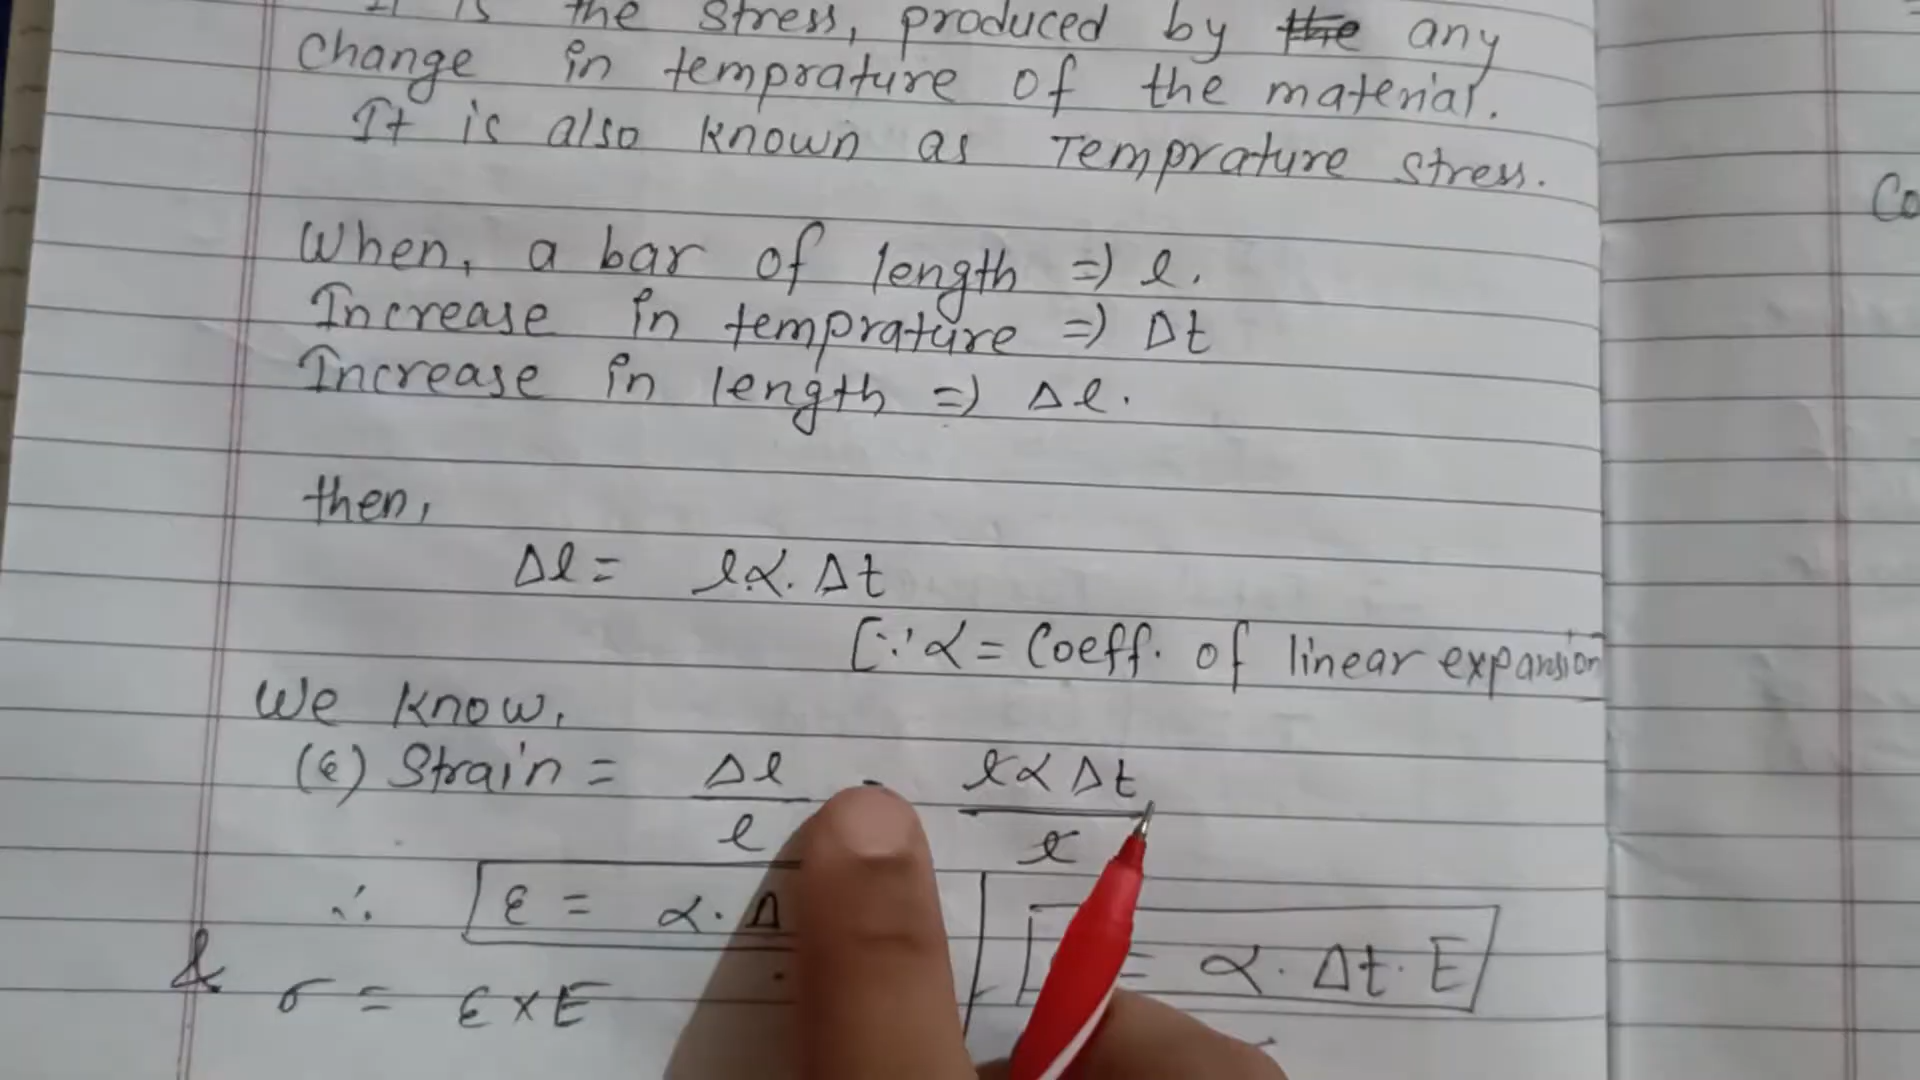 It is the stress, produced by the any
change in temprature of the material.
It is also known as Temprature stress.
Co
When, a bar of length => l.
Increase in temprature => Δt
Increase in length => Δl.
then,
Δl = lα. Δt
[∵ α = Coeff. of linear expansion
We know,
(ε) Strain = Δl/l = lαΔt/l
∴ ε = α. Δ
= α. Δt. E
& σ = ε × E